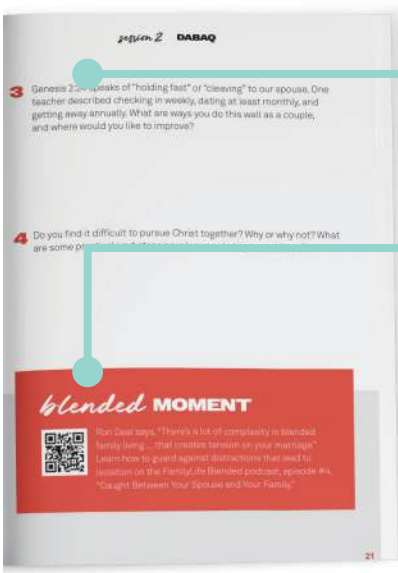 session 2 DABAQ
3 Genesis 2:24 speaks of "holding fast" or "cleaving" to our spouse. One
teacher described checking in weekly, dating at least monthly, and
getting away annually. What are ways you do this wall as a couple,
and where would you like to improve?
4 Do you find it difficult to pursue Christ together? Why or why not? What
are some
blended MOMENT
Ron Deal says, "There's a lot of complexity in blended
family living ... that creates tension on your marriage."
Learn how to guard against distractions that lead to
isolation on the FamilyLife Blended podcast, episode #4,
"Caught Between Your Spouse and Your Family."
21